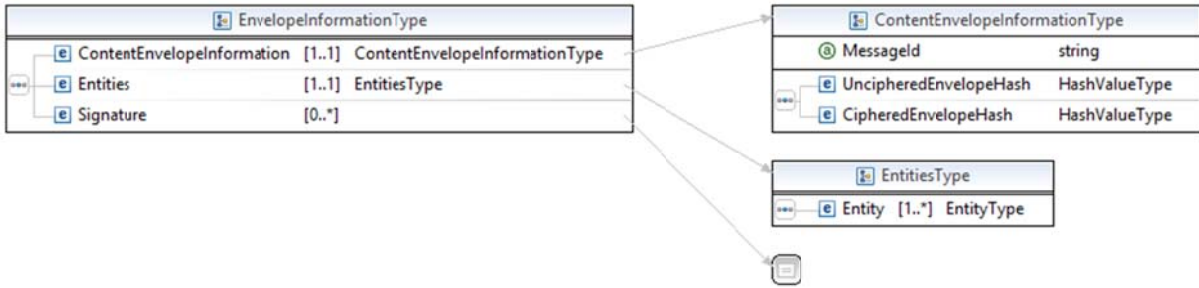 EnvelopeInformationType
ContentEnvelopeInformation [1..1] ContentEnvelopeInformationType
Entities [1..1] EntitiesType
Signature [0..*]
ContentEnvelopeInformationType
MessageId string
UncipheredEnvelopeHash HashValueType
CipheredEnvelopeHash HashValueType
EntitiesType
Entity [1..*] EntityType